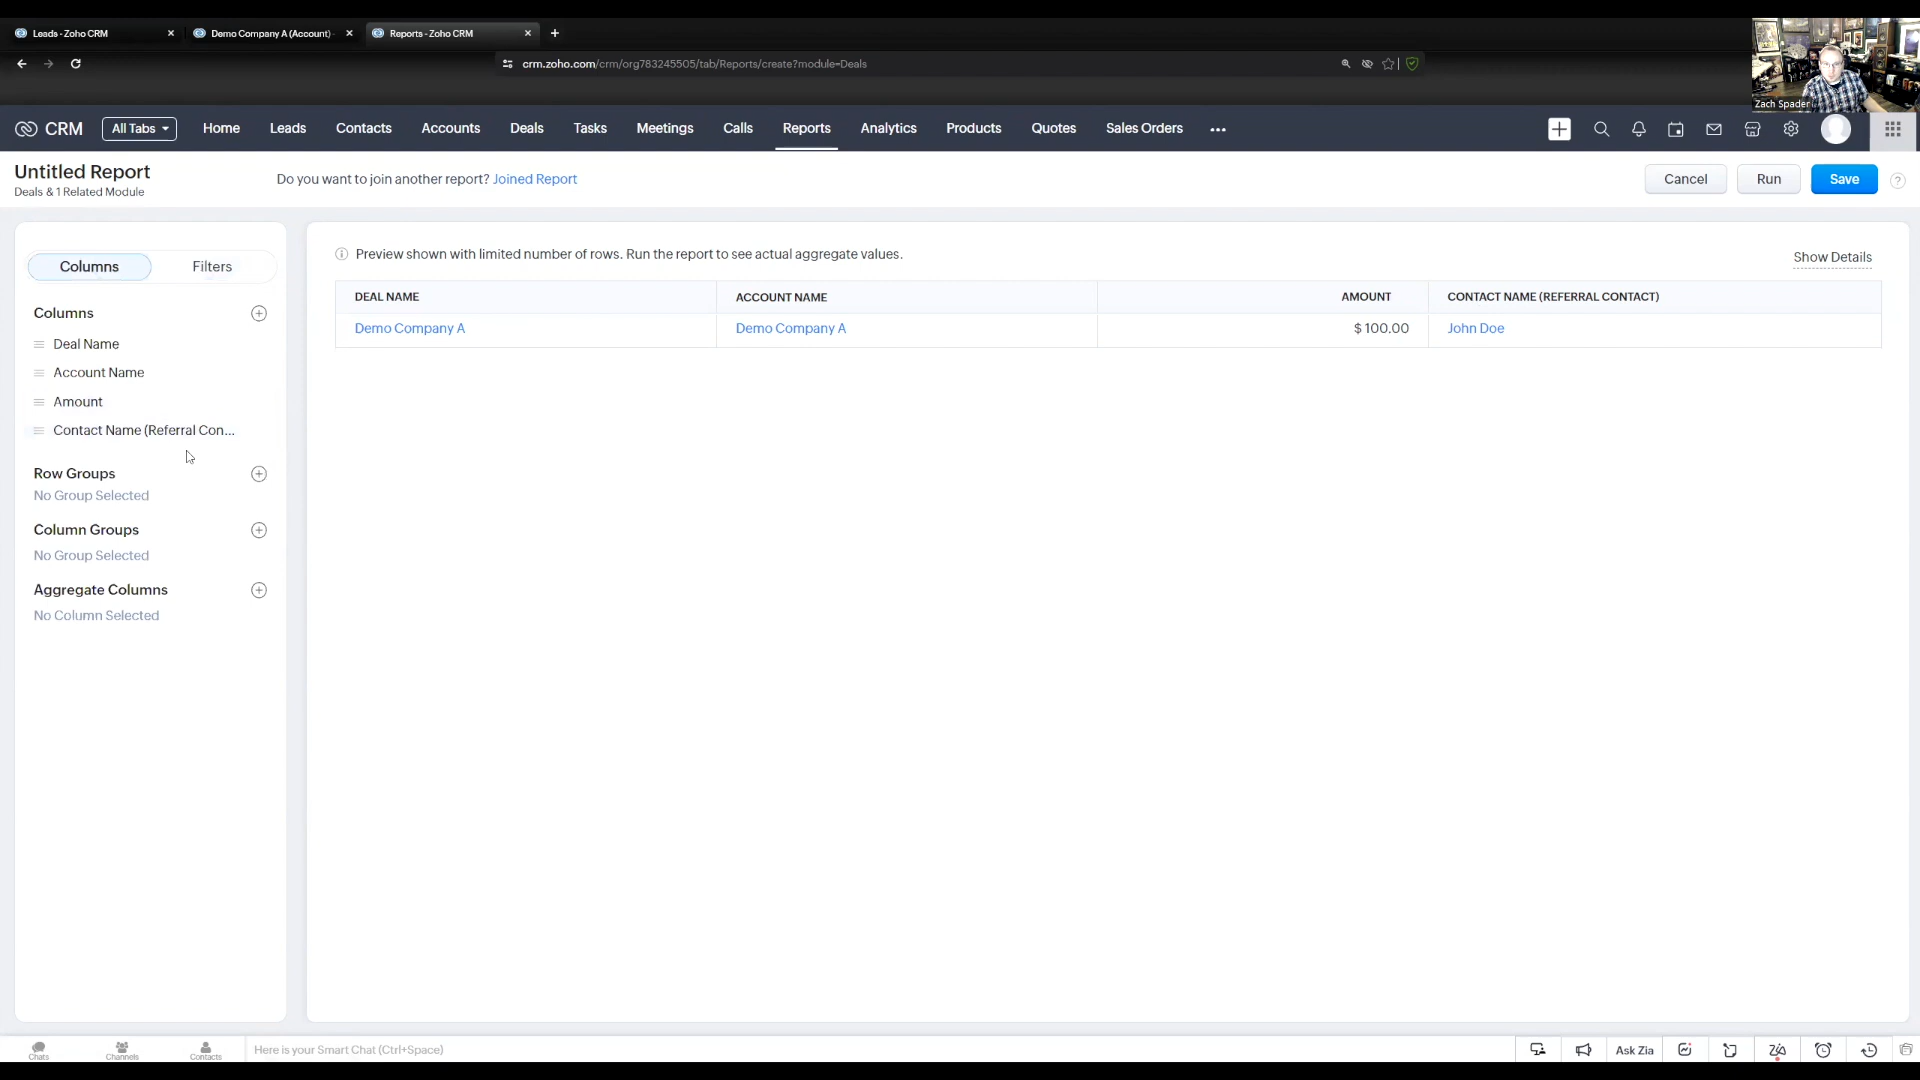 Leads - Zoho CRM
Demo Company A (Account)
Reports - Zoho CRM
crm.zoho.com/crm/org783245505/tab/Reports/create?module=Deals
Zach Spader
CRM
All Tabs
Home
Leads
Contacts
Accounts
Deals
Tasks
Meetings
Calls
Reports
Analytics
Products
Quotes
Sales Orders
Untitled Report
Deals & 1 Related Module
Do you want to join another report? Joined Report
Cancel
Run
Save
Columns
Filters
Columns
Deal Name
Account Name
Amount
Contact Name (Referral Con...
Row Groups
No Group Selected
Column Groups
No Group Selected
Aggregate Columns
No Column Selected
Preview shown with limited number of rows. Run the report to see actual aggregate values.
Show Details
DEAL NAME
ACCOUNT NAME
AMOUNT
CONTACT NAME (REFERRAL CONTACT)
Demo Company A
Demo Company A
$ 100.00
John Doe
Chats
Channels
Contacts
Here is your Smart Chat (Ctrl+Space)
Ask Zia